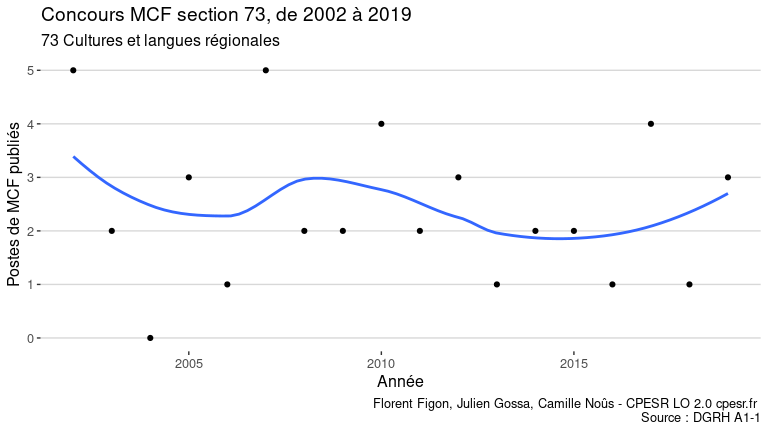 Concours MCF section 73, de 2002 à 2019
73 Cultures et langues régionales
Postes de MCF publiés
5
4
3
2
1
0
2005 2010 2015
Année
Florent Figon, Julien Gossa, Camille Noûs - CPESR LO 2.0 cpesr.fr
Source : DGRH A1-1